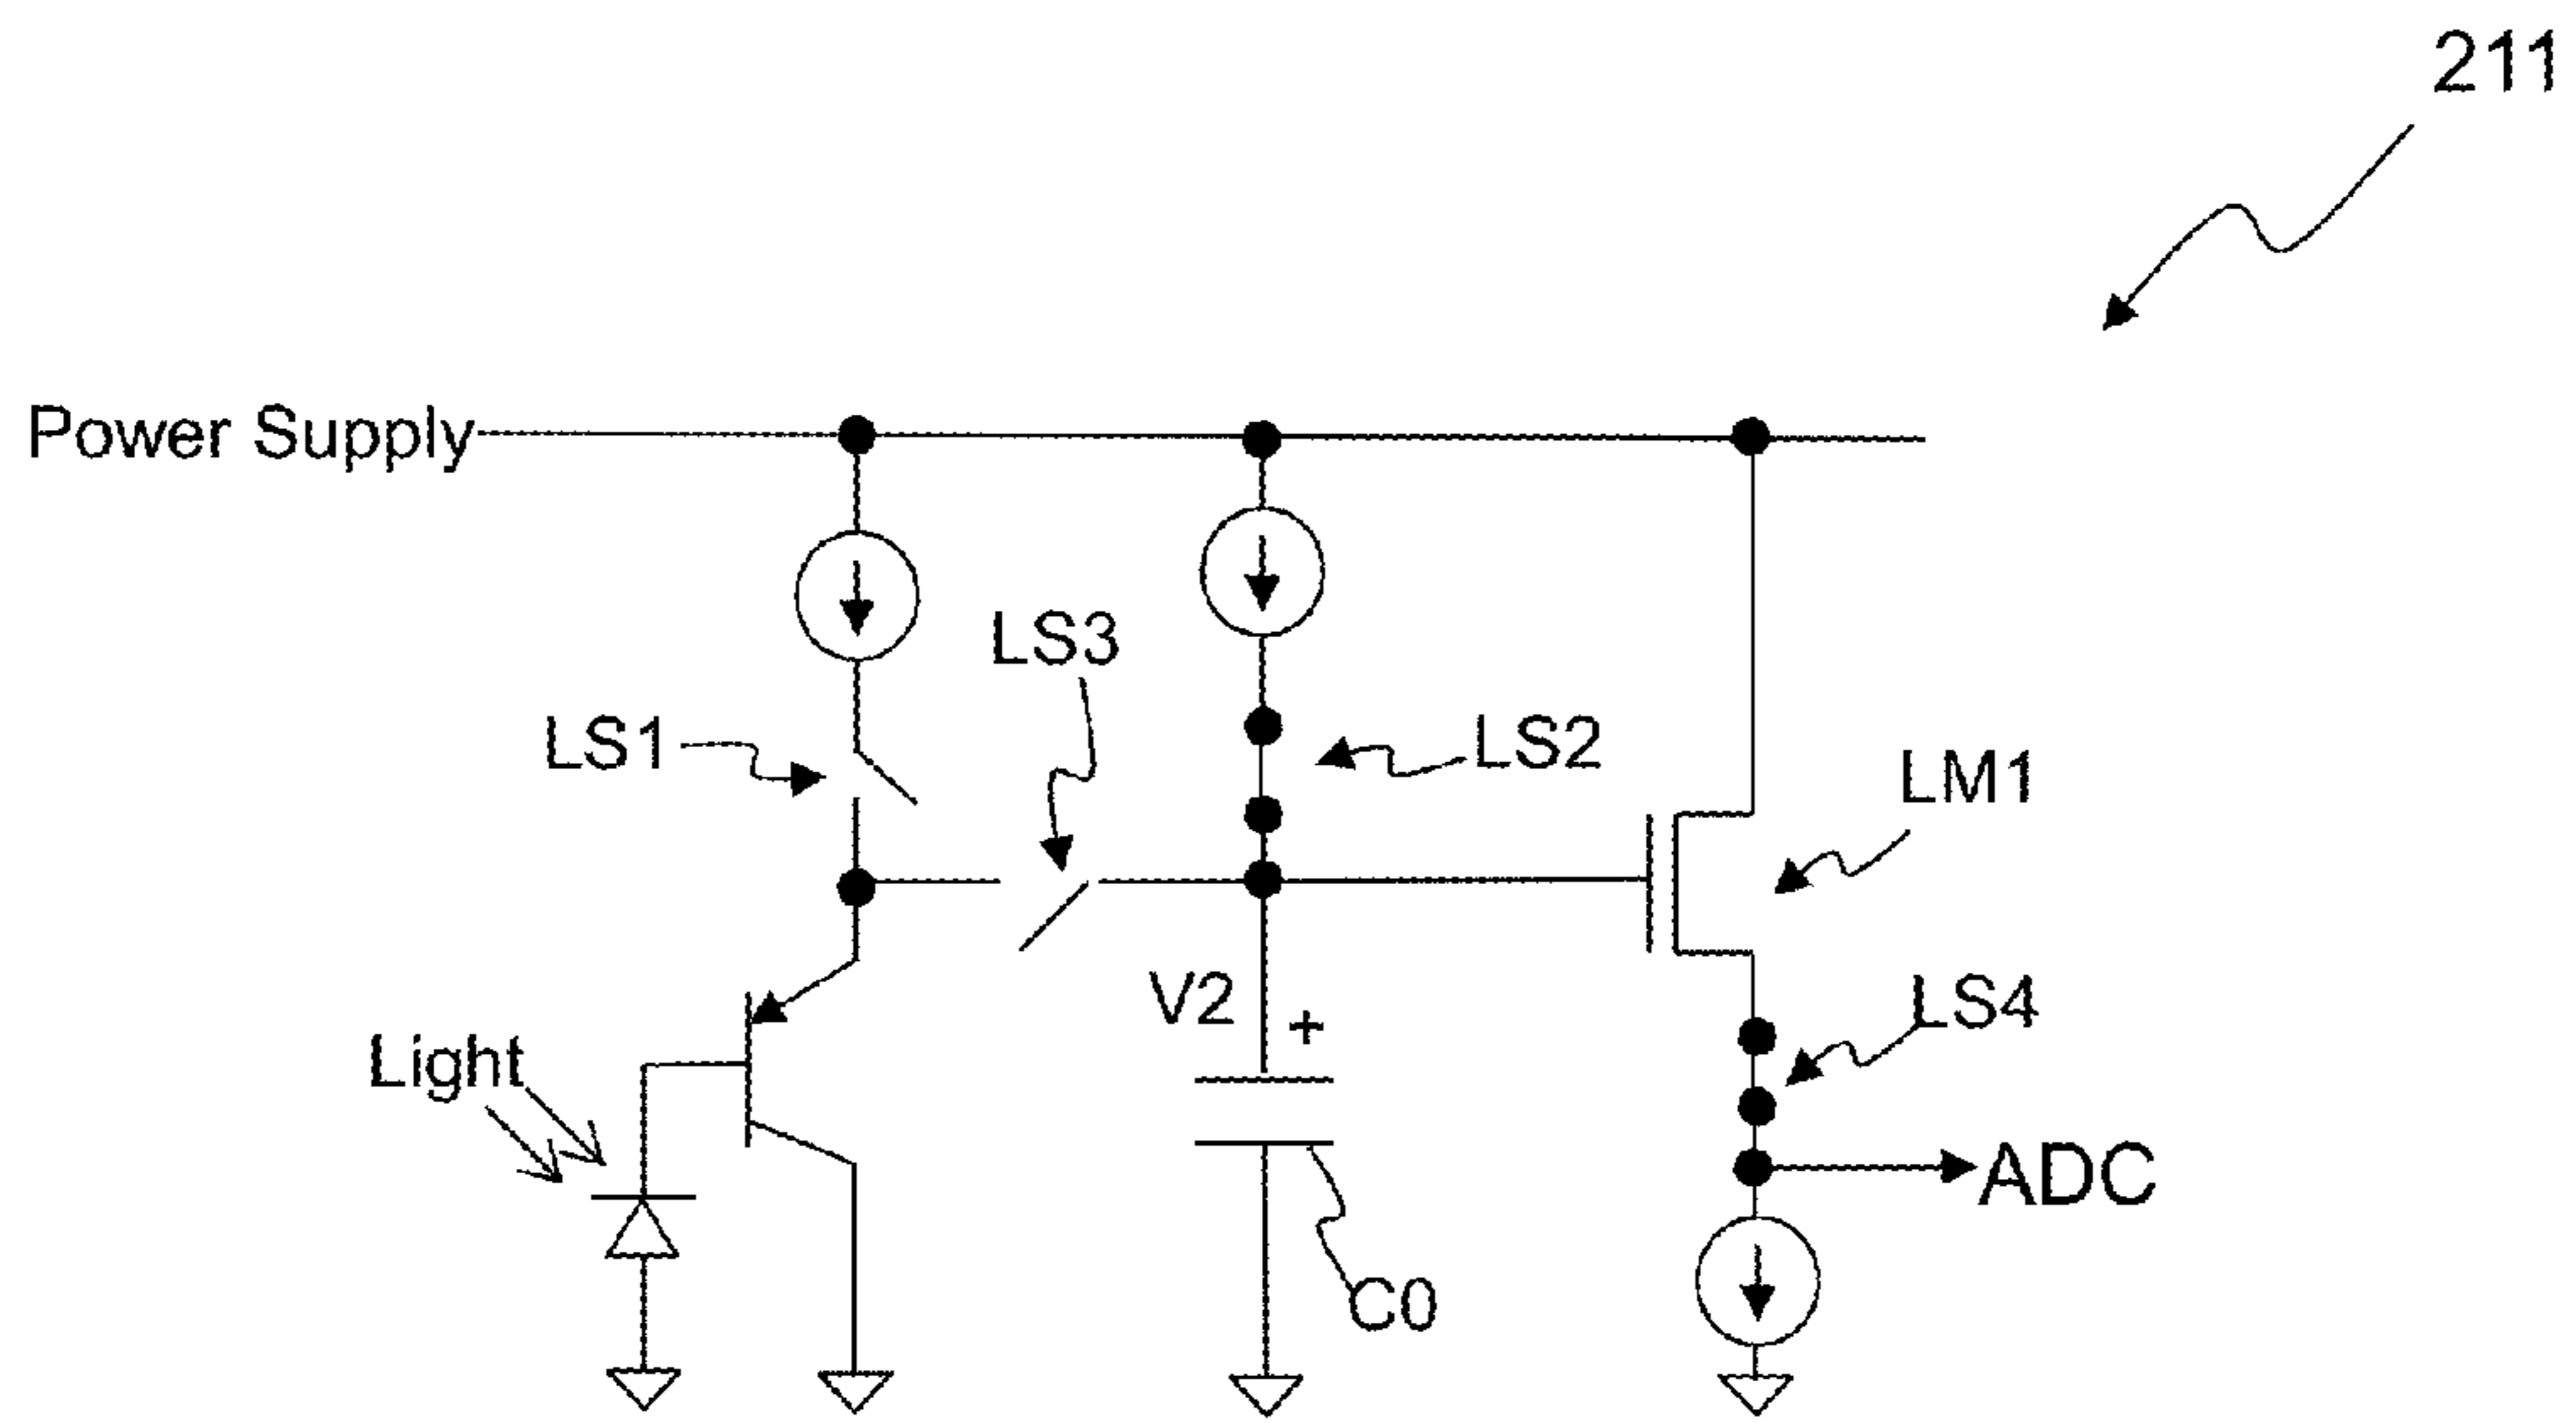 211
Power Supply
LS3
LS1
LS2
LM1
V2
+
LS4
Light
ADC
C0